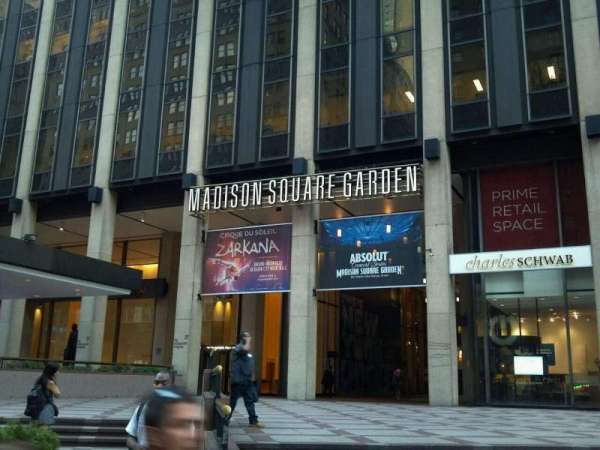 MADISON SQUARE GARDEN
CIRQUE DU SOLEIL
ZARKANA
ABSOLUT
MADISON SQUARE GARDEN
PRIME
RETAIL
SPACE
charles SCHWAB